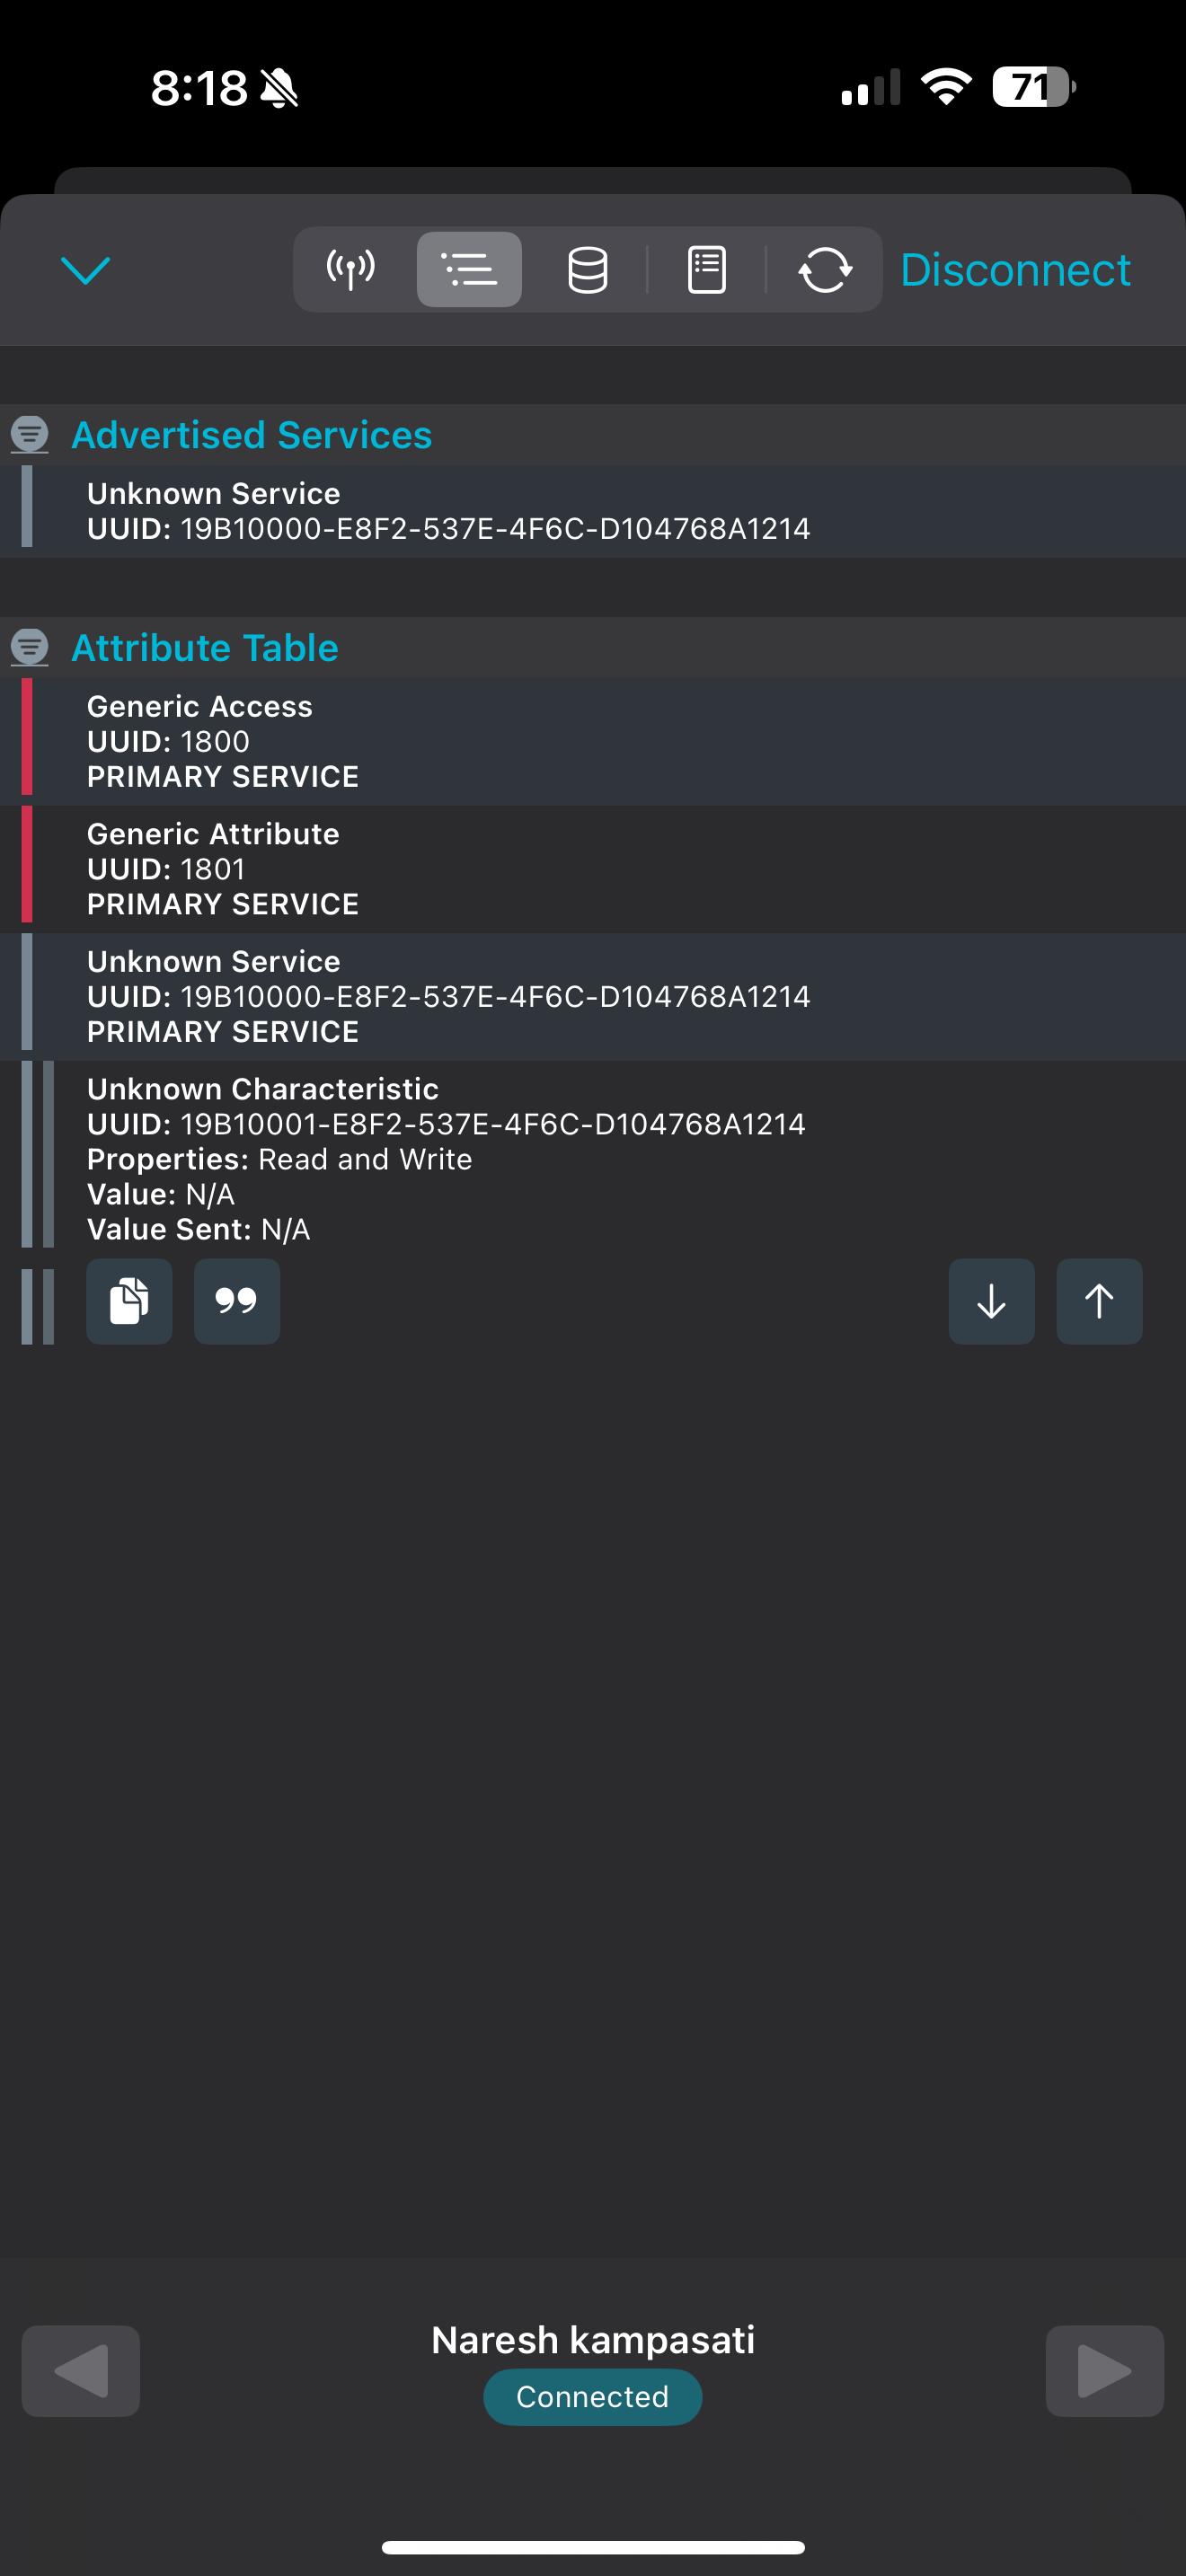 8:18
71
Disconnect
Advertised Services
Unknown Service
UUID: 19B10000-E8F2-537E-4F6C-D104768A1214
Attribute Table
Generic Access
UUID: 1800
PRIMARY SERVICE
Generic Attribute
UUID: 1801
PRIMARY SERVICE
Unknown Service
UUID: 19B10000-E8F2-537E-4F6C-D104768A1214
PRIMARY SERVICE
Unknown Characteristic
UUID: 19B10001-E8F2-537E-4F6C-D104768A1214
Properties: Read and Write
Value: N/A
Value Sent: N/A
Naresh kampasati
Connected